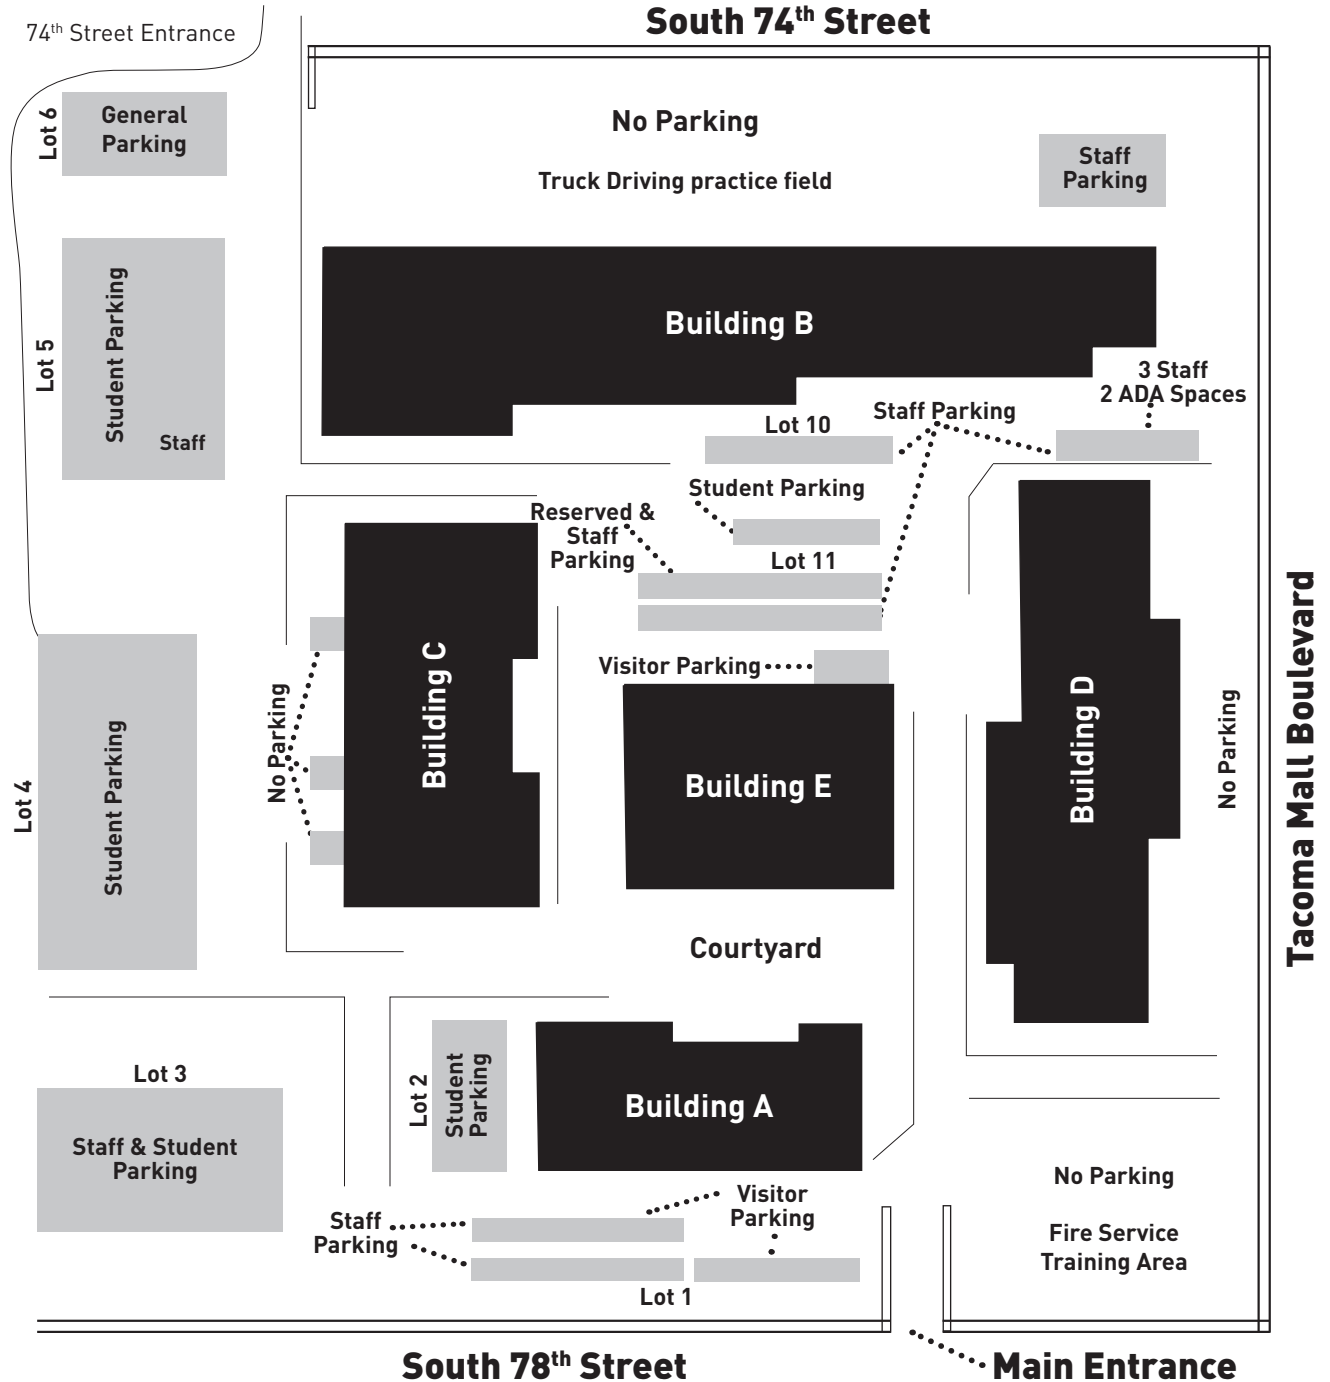 South 74th Street
74th Street Entrance
Lot 6
General
Parking
No Parking
Truck Driving practice field
Staff
Parking
Lot 5
Student Parking
Staff
Building B
3 Staff
2 ADA Spaces
Staff Parking
Lot 10
Student Parking
Reserved &
Staff
Parking
Lot 11
Visitor Parking
Building C
No Parking
Building E
Building D
No Parking
Tacoma Mall Boulevard
Lot 4
Student Parking
Courtyard
Lot 3
Staff & Student
Parking
Lot 2
Student
Parking
Building A
Staff
Parking
Visitor
Parking
Lot 1
No Parking
Fire Service
Training Area
South 78th Street
Main Entrance